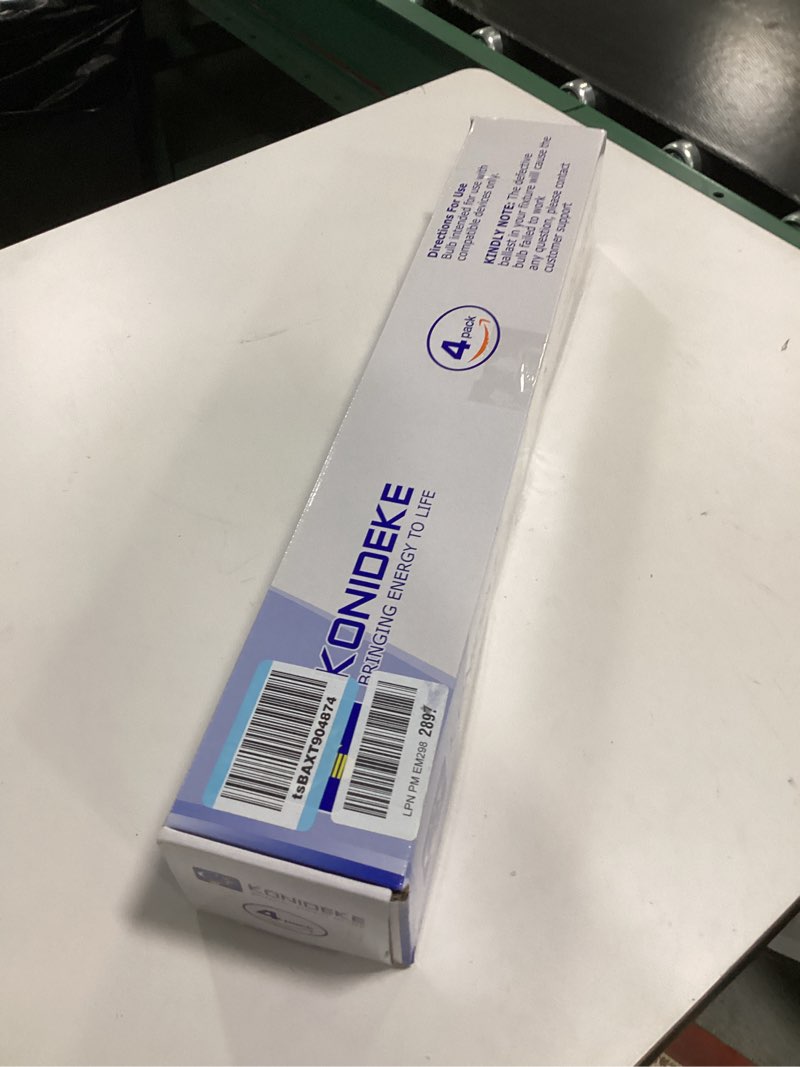 Directions For Use
Bulb intended for use with
compatible devices only.
KINDLY NOTE: The defective
ballast in your fixture will cause the
bulb failed to work
any question, please contact
customer support
4 pack
KONIDEKE
BRINGING ENERGY TO LIFE
tsBAXT904874
LPN PM EM298
KONIDEKE
4 pack